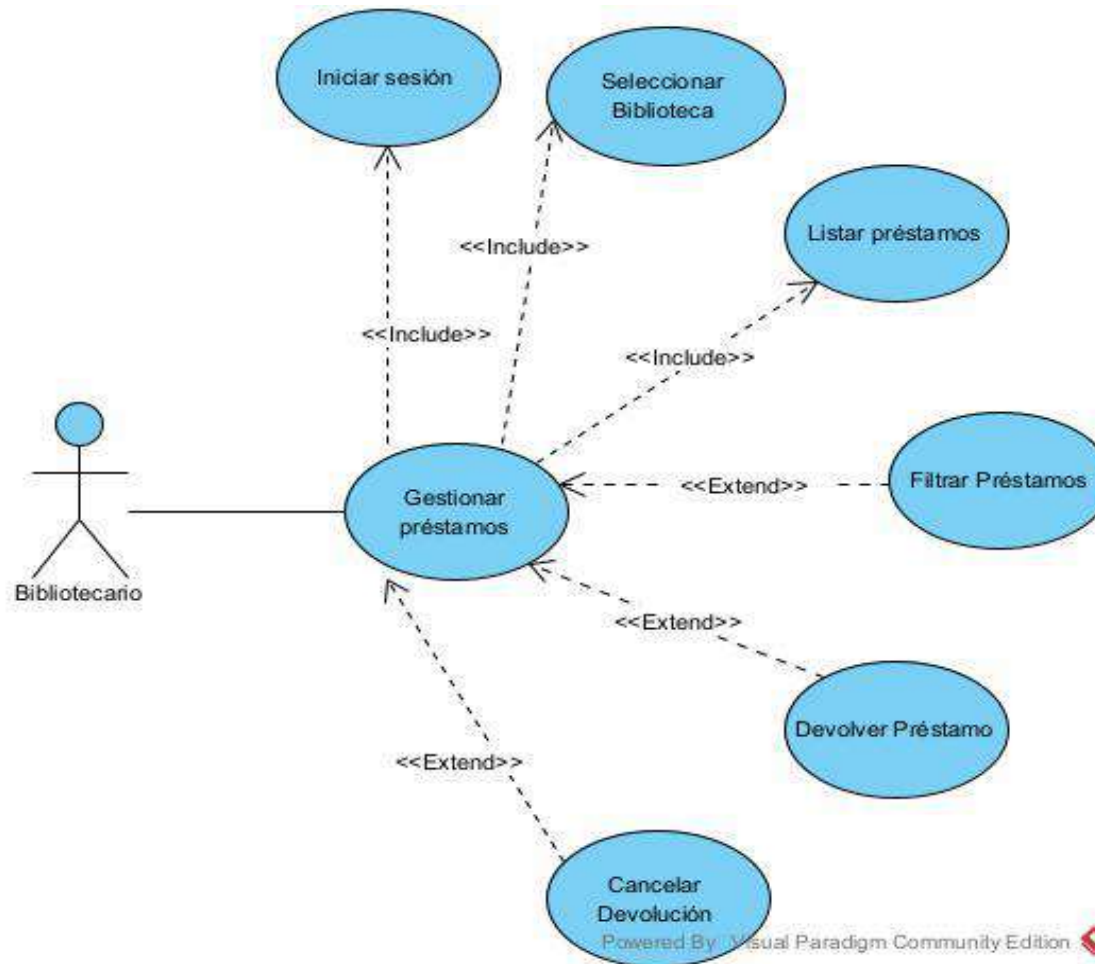 Iniciar sesión
Seleccionar
Biblioteca
Listar préstamos
<<Include>>
<<Include>>
<<Include>>
Filtrar Préstamos
<<Extend>>
Gestionar
préstamos
Bibliotecario
<<Extend>>
Devolver Préstamo
<<Extend>>
Cancelar
Devolución
Powered By Visual Paradigm Community Edition